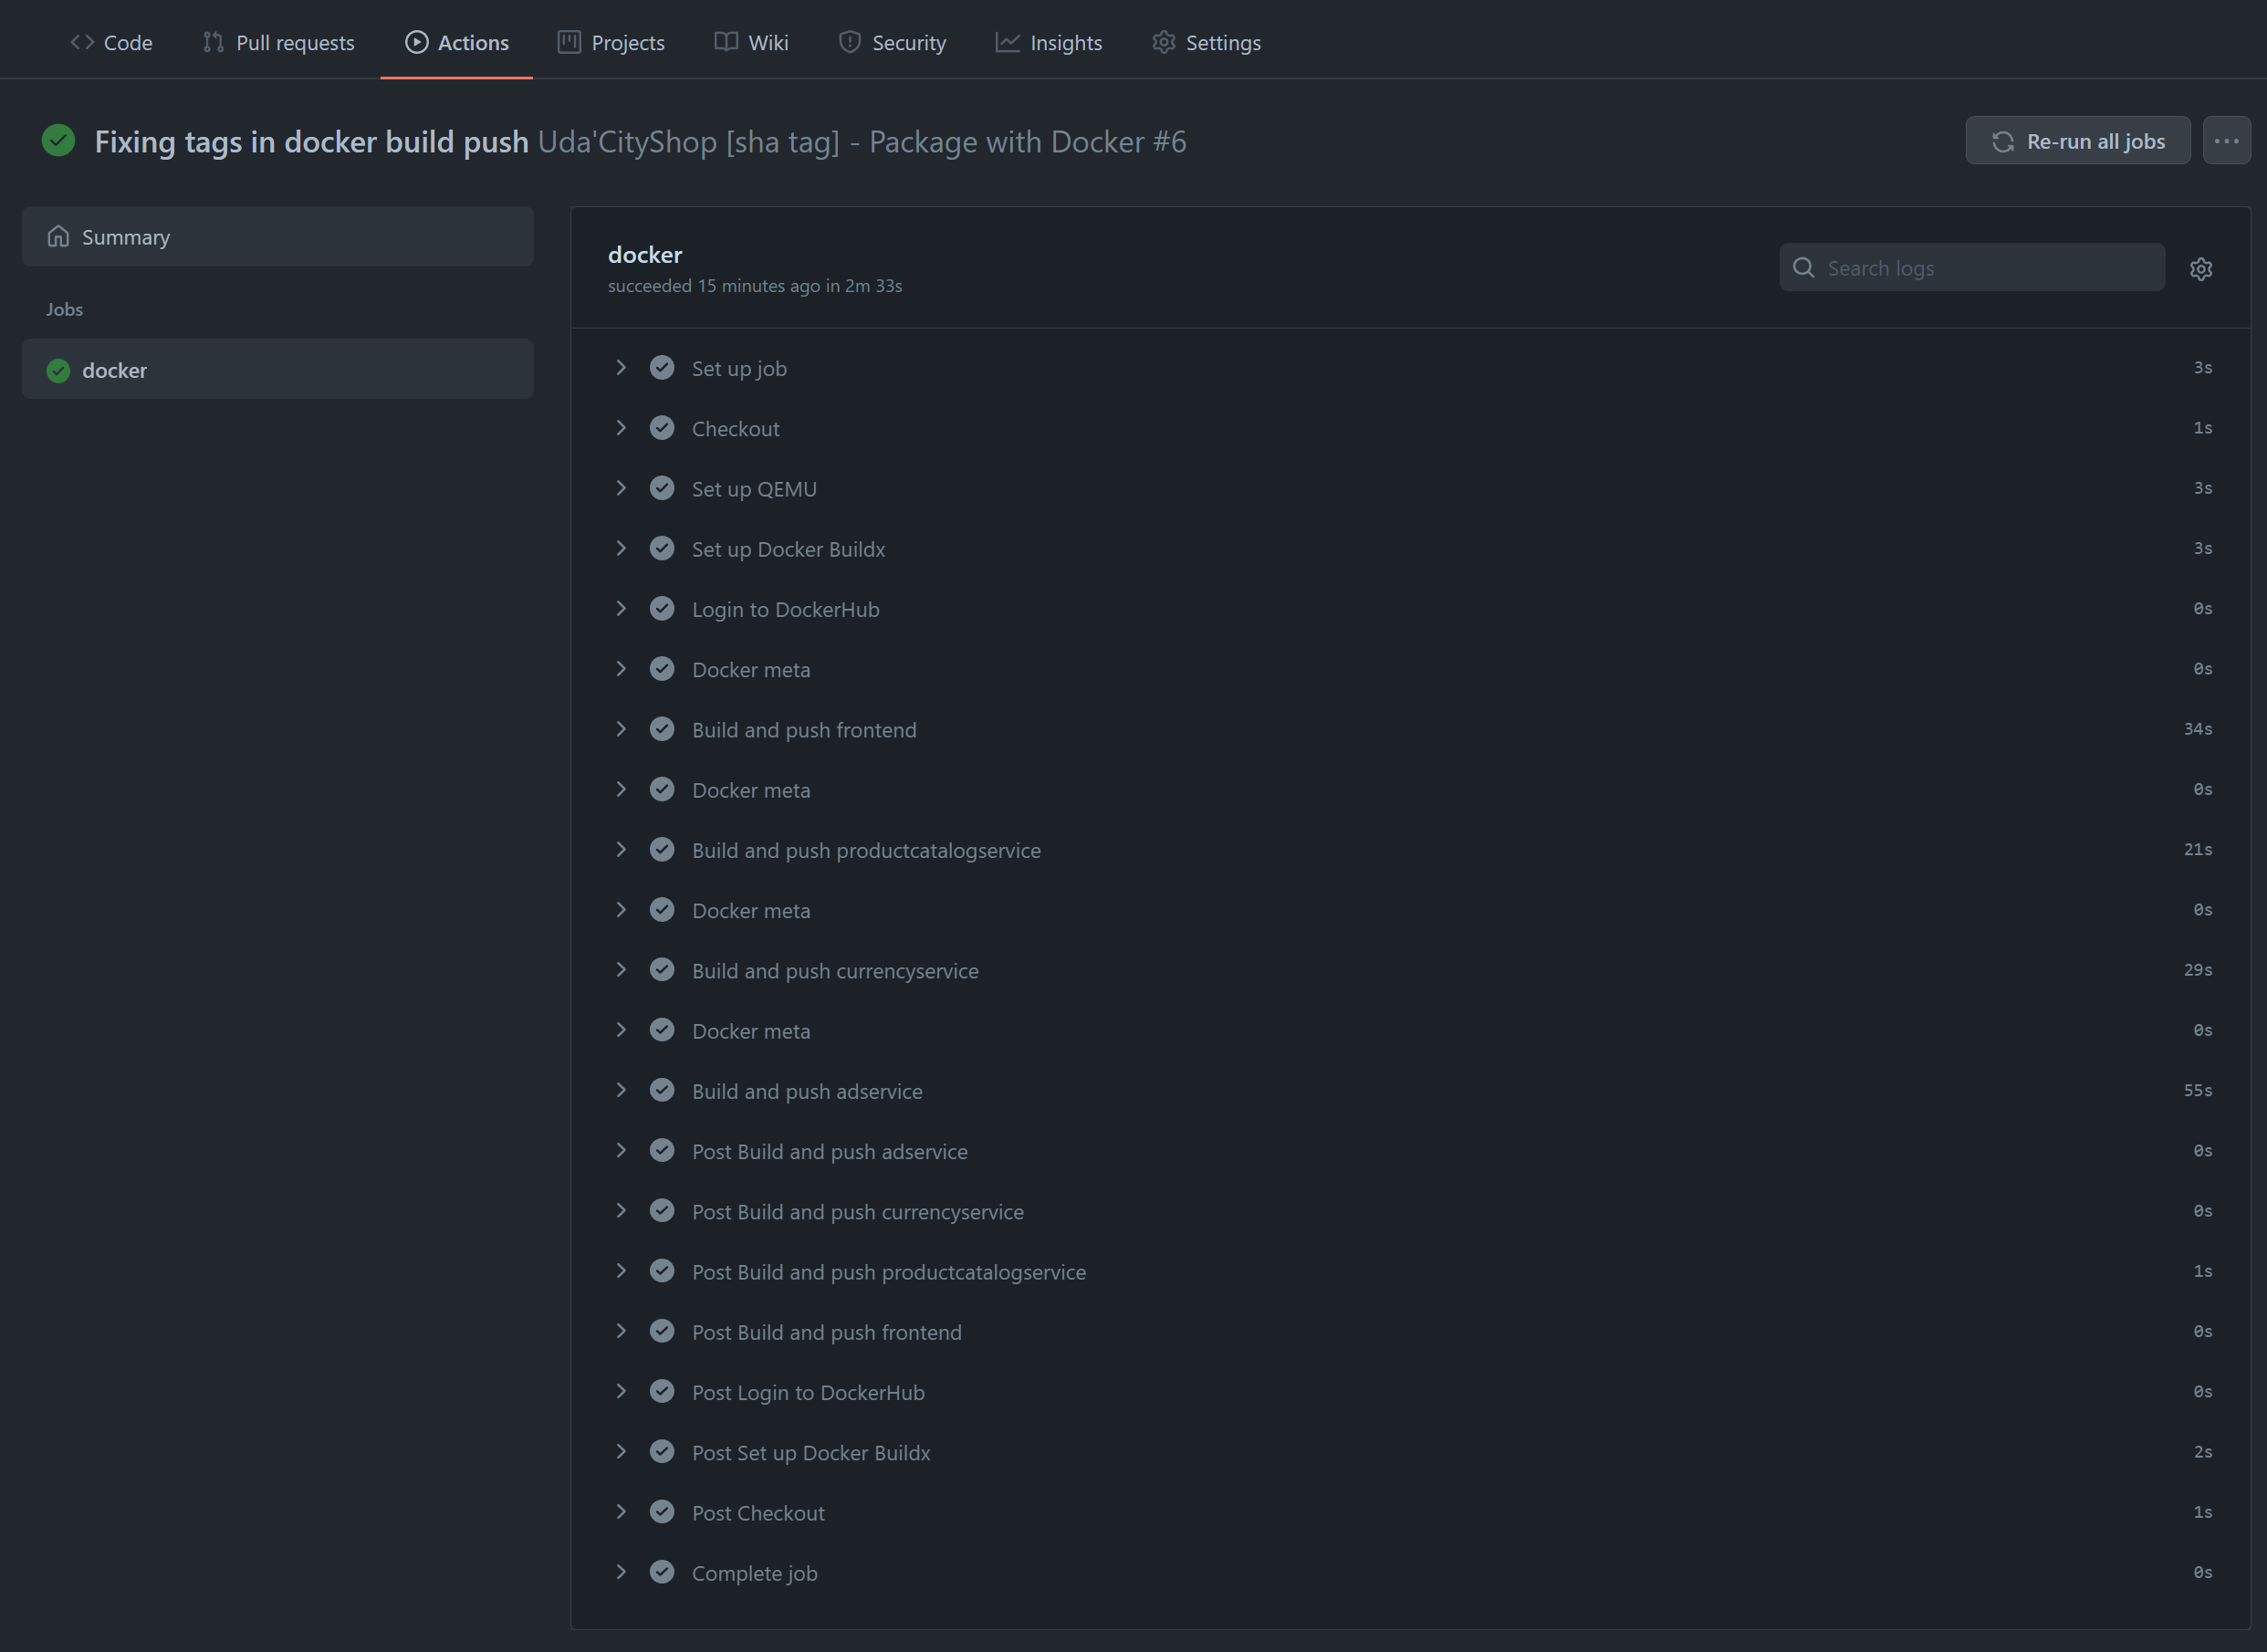 Code Pull requests Actions Projects Wiki Security Insights Settings
Fixing tags in docker build push Uda'CityShop [sha tag] - Package with Docker #6
Re-run all jobs
Summary
Jobs
docker
docker
succeeded 15 minutes ago in 2m 33s
Search logs
Set up job 3s
Checkout 1s
Set up QEMU 3s
Set up Docker Buildx 3s
Login to DockerHub 0s
Docker meta 0s
Build and push frontend 34s
Docker meta 0s
Build and push productcatalogservice 21s
Docker meta 0s
Build and push currencyservice 29s
Docker meta 0s
Build and push adservice 55s
Post Build and push adservice 0s
Post Build and push currencyservice 0s
Post Build and push productcatalogservice 1s
Post Build and push frontend 0s
Post Login to DockerHub 0s
Post Set up Docker Buildx 2s
Post Checkout 1s
Complete job 0s